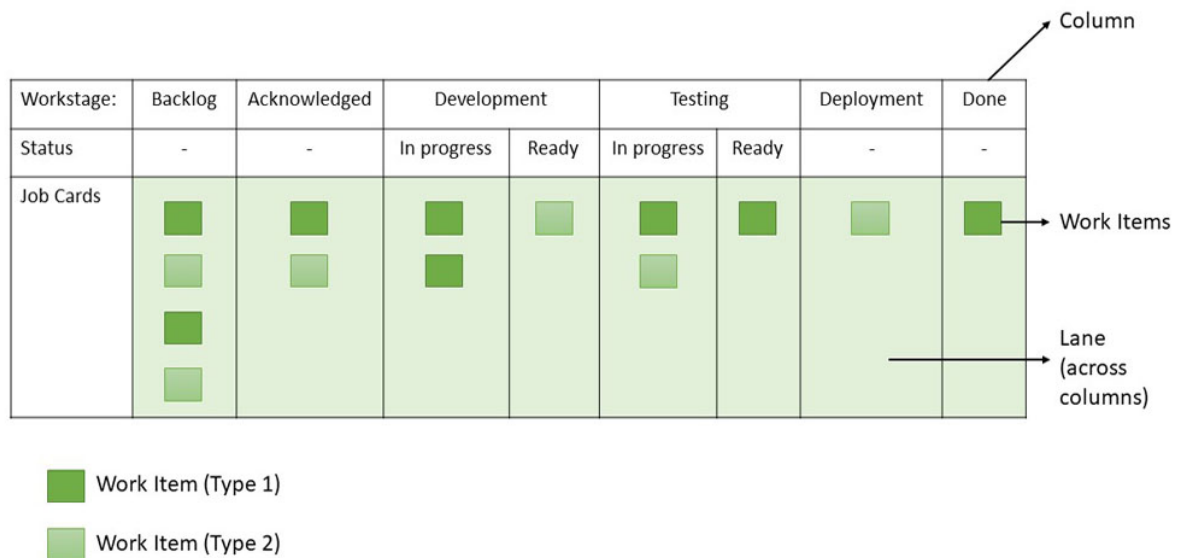 Column
Workstage: Backlog Acknowledged Development Testing Deployment Done
Status - - In progress Ready In progress Ready - -
Job Cards
Work Items
Lane
(across
columns)
Work Item (Type 1)
Work Item (Type 2)